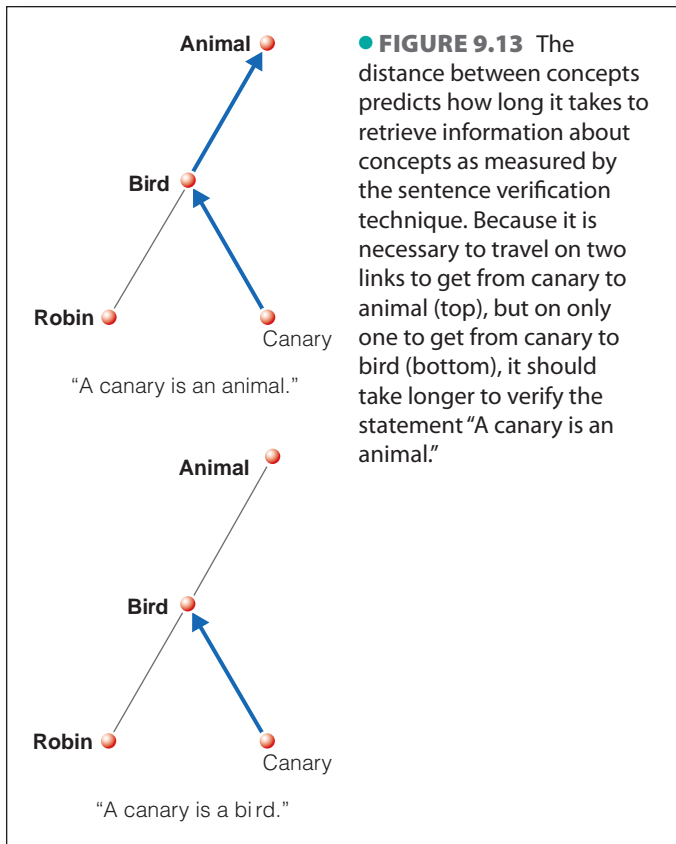 Animal
Bird
Robin
Canary
“A canary is an animal.”
Animal
Bird
Robin
Canary
“A canary is a bird.”
● FIGURE 9.13 The
distance between concepts
predicts how long it takes to
retrieve information about
concepts as measured by
the sentence verification
technique. Because it is
necessary to travel on two
links to get from canary to
animal (top), but on only
one to get from canary to
bird (bottom), it should
take longer to verify the
statement “A canary is an
animal.”